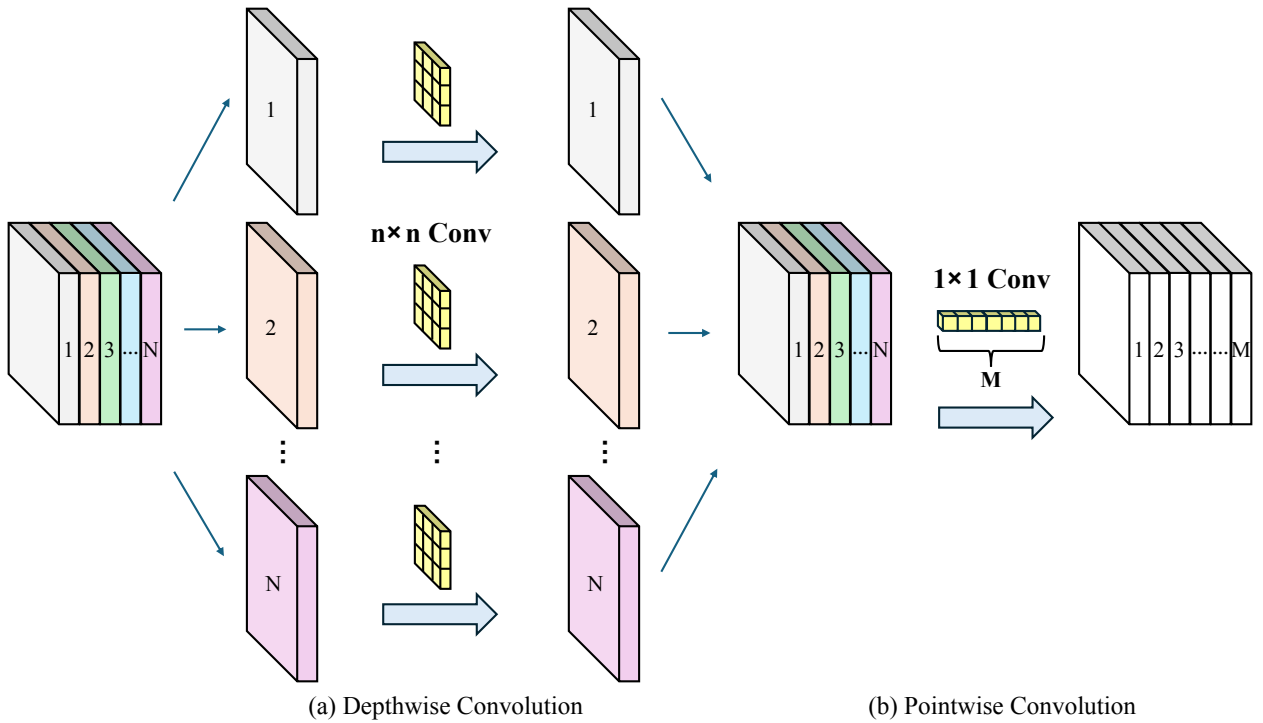 1
1
n×n Conv
1×1 Conv
2
2
1 2 3 ... N
1 2 3 ... N
M
1 2 3 ... ... M
⋮ ⋮ ⋮
N
N
(a) Depthwise Convolution
(b) Pointwise Convolution